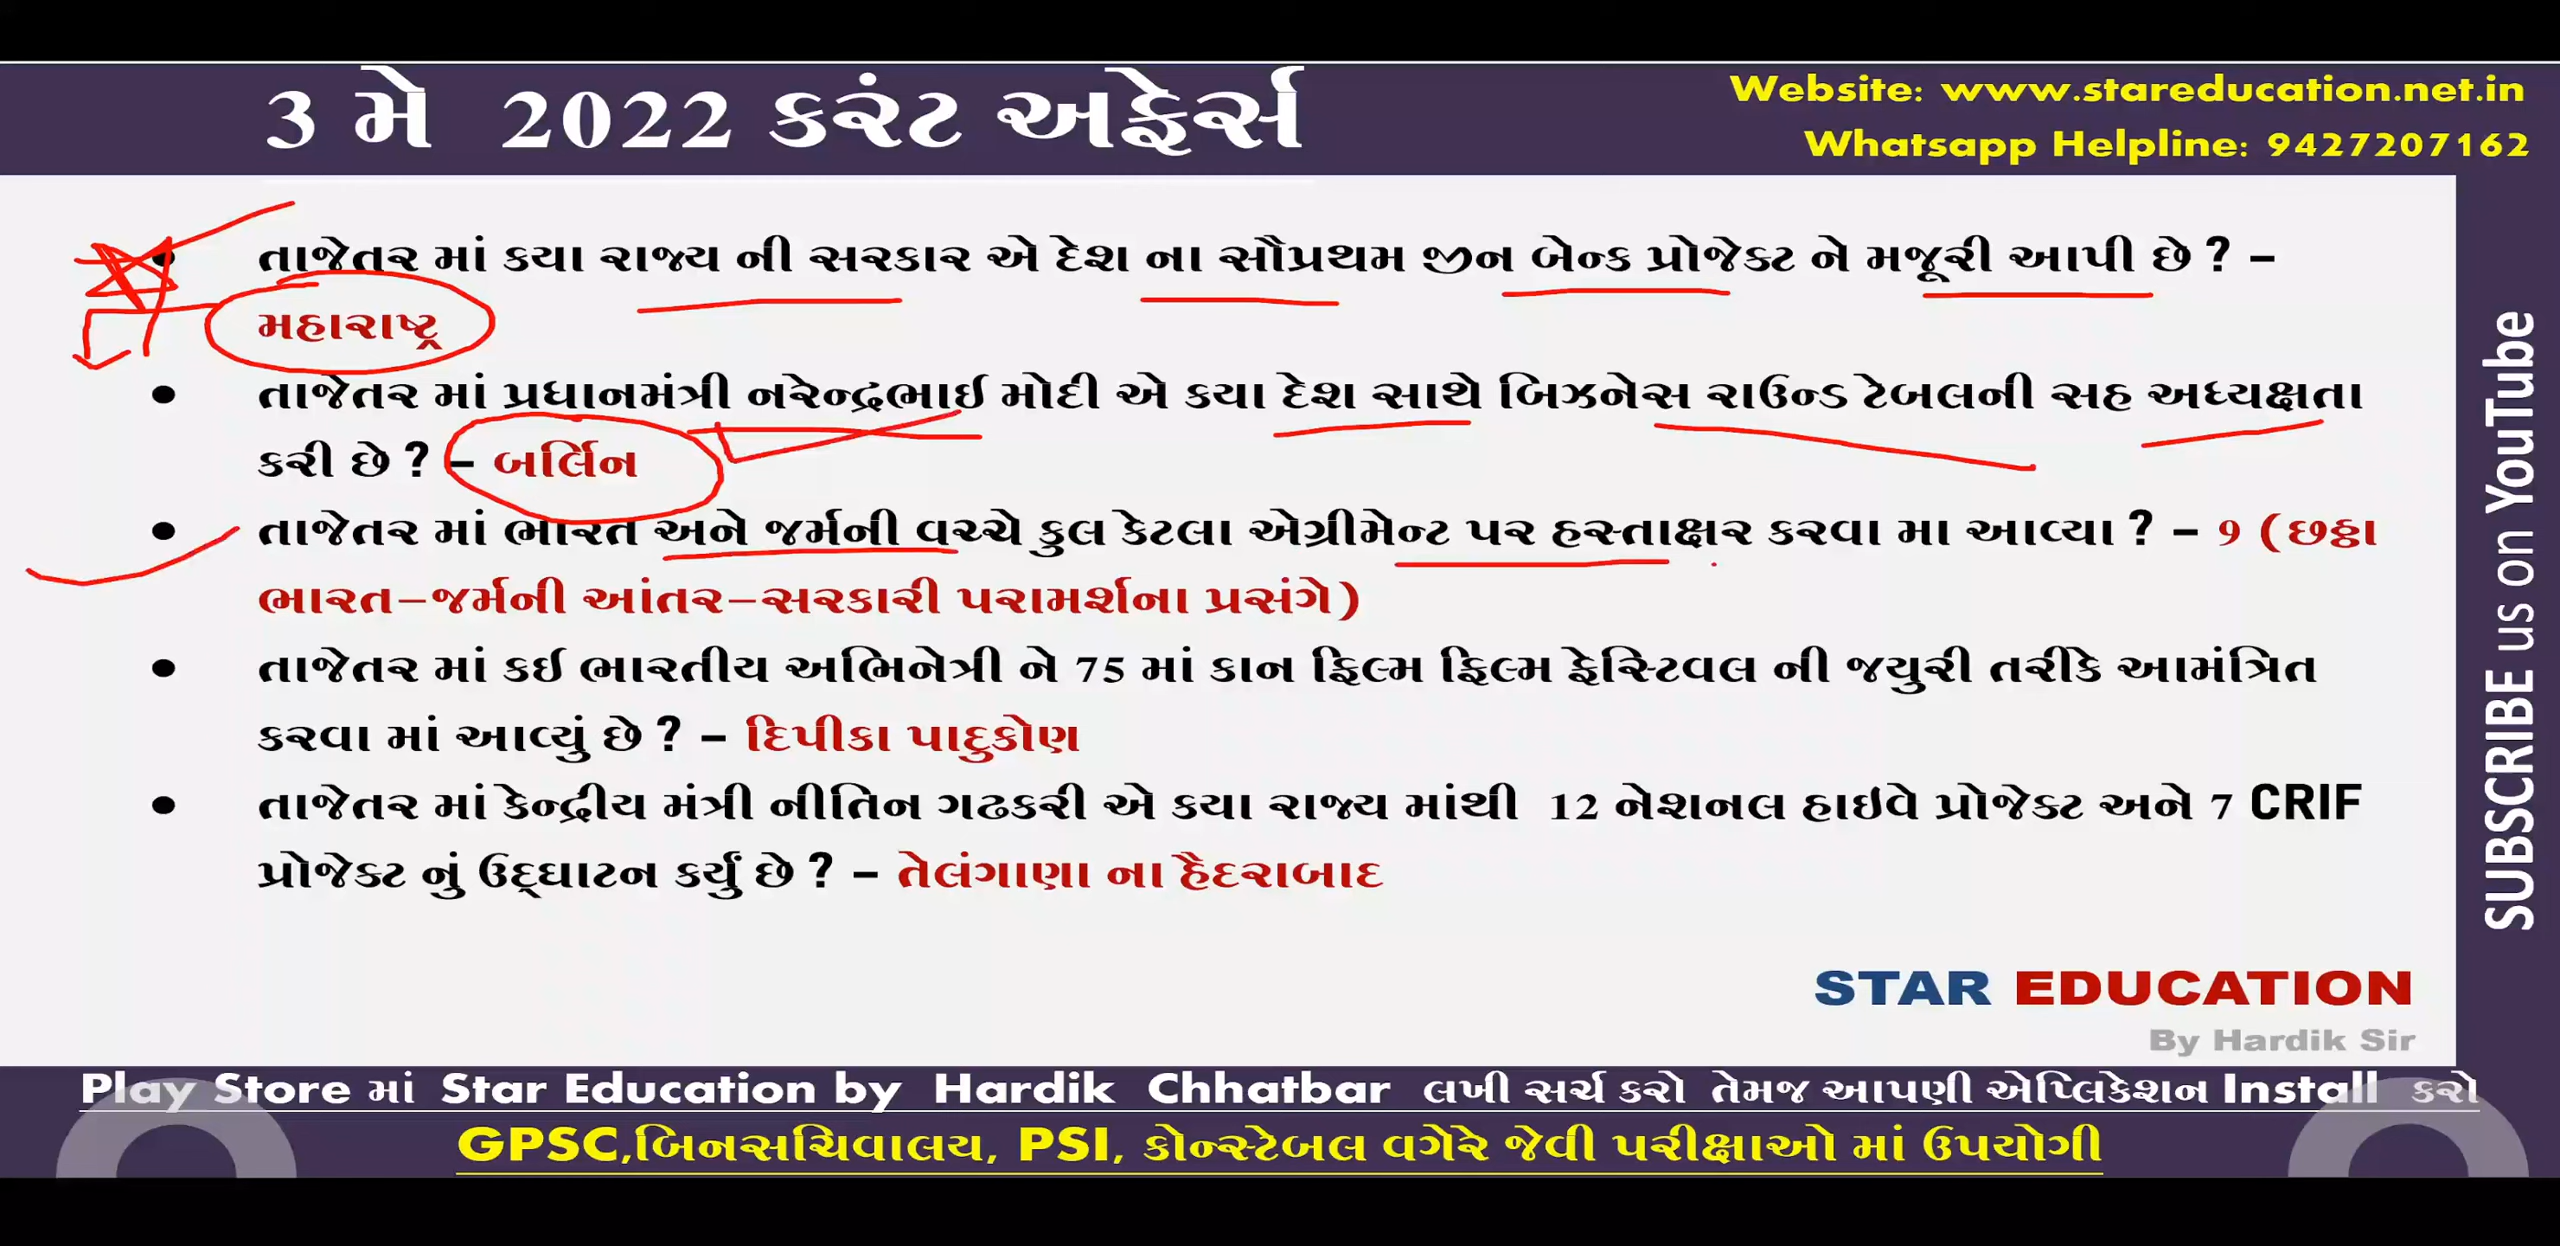 3 મે 2022 કરંટ અફેર્સ
Website: www.stareducation.net.in
Whatsapp Helpline: 9427207162
• તાજેતર માં કયા રાજ્ય ની સરકાર એ દેશ ના સૌપ્રથમ જીન બેન્ક પ્રોજેક્ટ ને મજૂરી આપી છે ? –
મહારાષ્ટ્ર
• તાજેતર માં પ્રધાનમંત્રી નરેન્દ્રભાઈ મોદી એ કયા દેશ સાથે બિઝનેસ રાઉન્ડ ટેબલની સહ અધ્યક્ષતા
કરી છે ? – બર્લિન
• તાજેતર માં ભારત અને જર્મની વચ્ચે કુલ કેટલા એગ્રીમેન્ટ પર હસ્તાક્ષર કરવા મા આવ્યા ? – 9 (છઠ્ઠા
ભારત–જર્મની આંતર–સરકારી પરામર્શના પ્રસંગે)
• તાજેતર માં કઈ ભારતીય અભિનેત્રી ને 75 માં કાન ફિલ્મ ફિલ્મ ફેસ્ટિવલ ની જયુરી તરીકે આમંત્રિત
કરવા માં આવ્યું છે ? – દિપીકા પાદુકોણ
• તાજેતર માં કેન્દ્રીય મંત્રી નીતિન ગઢકરી એ કયા રાજ્ય માંથી 12 નેશનલ હાઇવે પ્રોજેક્ટ અને 7 CRIF
પ્રોજેક્ટ નું ઉદ્ઘાટન કર્યું છે ? – તેલંગાણા ના હૈદરાબાદ
SUBSCRIBE us on YouTube
STAR EDUCATION
By Hardik Sir
Play Store માં Star Education by Hardik Chhatbar લખી સર્ચ કરો તેમજ આપણી એપ્લિકેશન Install કરો
GPSC,બિનસચિવાલય, PSI, કોન્સ્ટેબલ વગેરે જેવી પરીક્ષાઓ માં ઉપયોગી